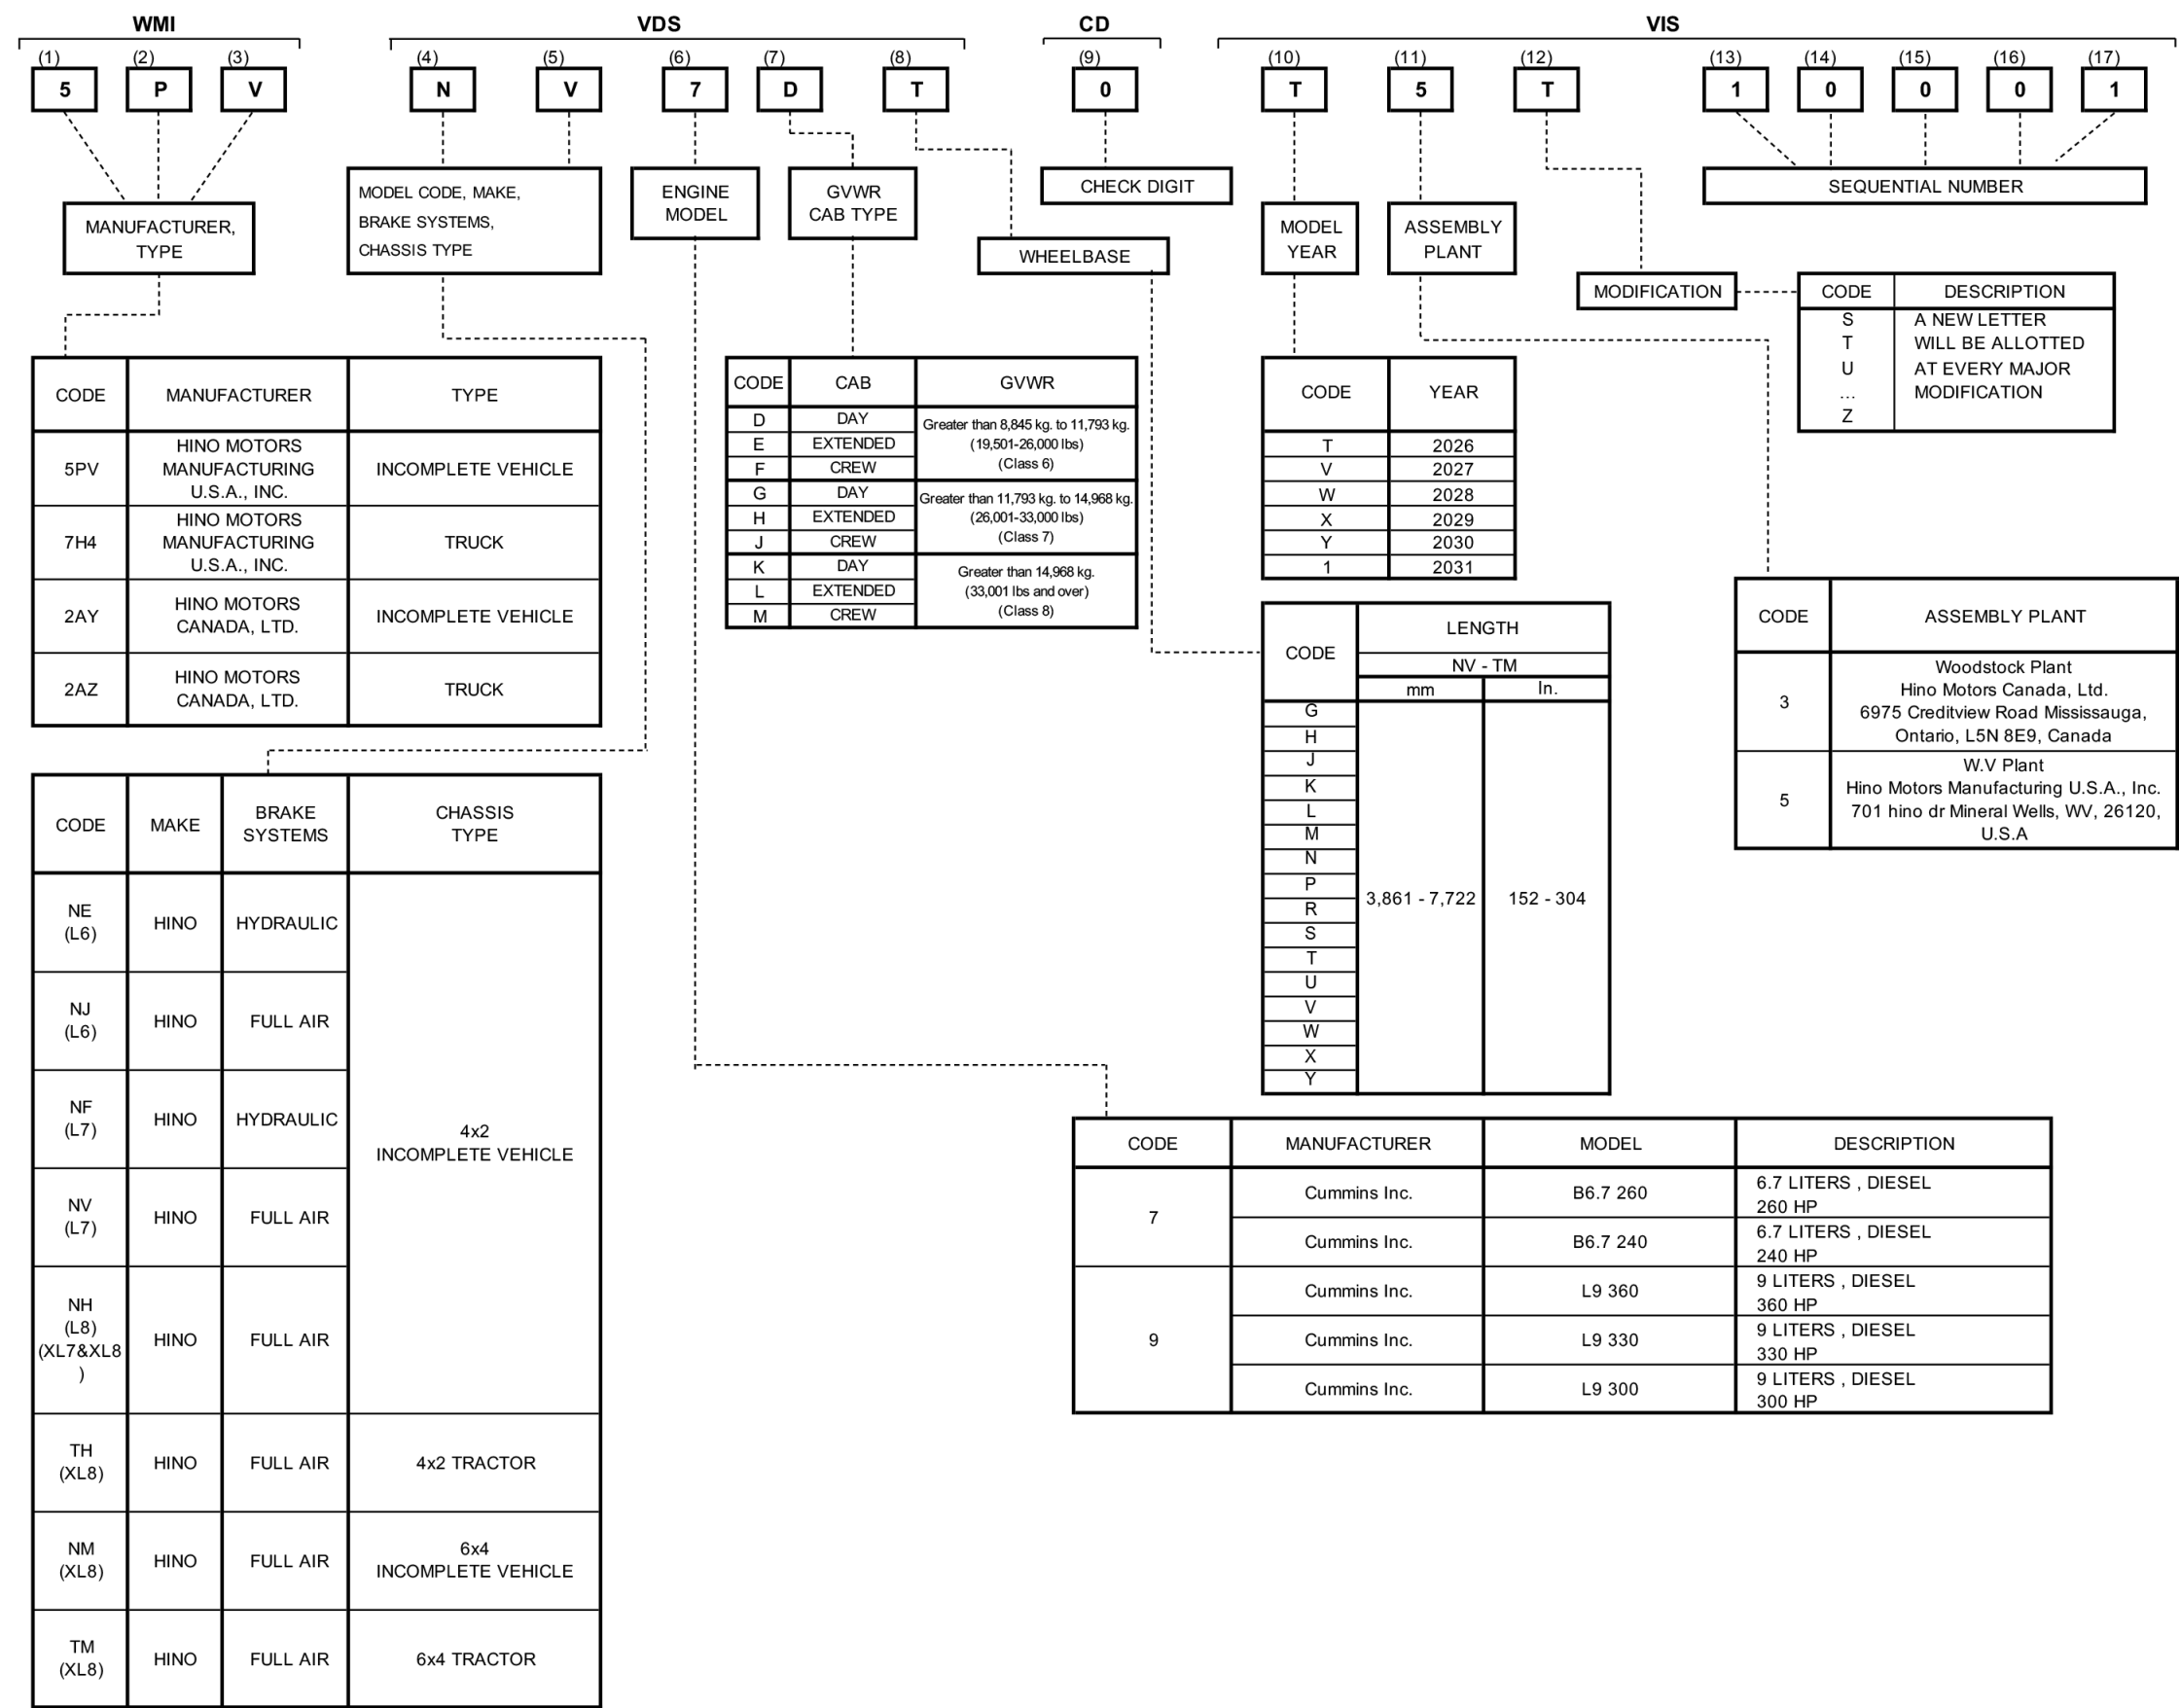 WMI VDS CD VIS
(1) (2) (3) (4) (5) (6) (7) (8) (9) (10) (11) (12) (13) (14) (15) (16) (17)
5 P V N V 7 D T 0 T 5 T 1 0 0 0 1
MANUFACTURER,
TYPE
MODEL CODE, MAKE,
BRAKE SYSTEMS,
CHASSIS TYPE
ENGINE
MODEL
GVWR
CAB TYPE
WHEELBASE
CHECK DIGIT
MODEL
YEAR
ASSEMBLY
PLANT
MODIFICATION
SEQUENTIAL NUMBER
CODE DESCRIPTION
S A NEW LETTER
T WILL BE ALLOTTED
U AT EVERY MAJOR
... MODIFICATION
Z
CODE MANUFACTURER TYPE
5PV
HINO MOTORS
MANUFACTURING
U.S.A., INC.
INCOMPLETE VEHICLE
7H4
HINO MOTORS
MANUFACTURING
U.S.A., INC.
TRUCK
2AY
HINO MOTORS
CANADA, LTD.
INCOMPLETE VEHICLE
2AZ
HINO MOTORS
CANADA, LTD.
TRUCK
CODE CAB GVWR
D DAY
E EXTENDED
F CREW
Greater than 8,845 kg. to 11,793 kg.
(19,501-26,000 lbs)
(Class 6)
G DAY
H EXTENDED
J CREW
Greater than 11,793 kg. to 14,968 kg.
(26,001-33,000 lbs)
(Class 7)
K DAY
L EXTENDED
M CREW
Greater than 14,968 kg.
(33,001 lbs and over)
(Class 8)
CODE YEAR
T 2026
V 2027
W 2028
X 2029
Y 2030
1 2031
CODE
LENGTH
NV - TM
mm In.
G
H
J
K
L
M
N
P
R
S
T
U
V
W
X
Y
3,861 - 7,722 152 - 304
CODE ASSEMBLY PLANT
3
Woodstock Plant
Hino Motors Canada, Ltd.
6975 Creditview Road Mississauga,
Ontario, L5N 8E9, Canada
5
W.V Plant
Hino Motors Manufacturing U.S.A., Inc.
701 hino dr Mineral Wells, WV, 26120,
U.S.A
CODE MAKE
BRAKE
SYSTEMS
CHASSIS
TYPE
NE
(L6)
HINO HYDRAULIC
NJ
(L6)
HINO FULL AIR
NF
(L7)
HINO HYDRAULIC
4x2
INCOMPLETE VEHICLE
NV
(L7)
HINO FULL AIR
NH
(L8)
(XL7&XL8
)
HINO FULL AIR
TH
(XL8)
HINO FULL AIR 4x2 TRACTOR
NM
(XL8)
HINO FULL AIR
6x4
INCOMPLETE VEHICLE
TM
(XL8)
HINO FULL AIR 6x4 TRACTOR
CODE MANUFACTURER MODEL DESCRIPTION
7
Cummins Inc. B6.7 260
6.7 LITERS , DIESEL
260 HP
Cummins Inc. B6.7 240
6.7 LITERS , DIESEL
240 HP
9
Cummins Inc. L9 360
9 LITERS , DIESEL
360 HP
Cummins Inc. L9 330
9 LITERS , DIESEL
330 HP
Cummins Inc. L9 300
9 LITERS , DIESEL
300 HP